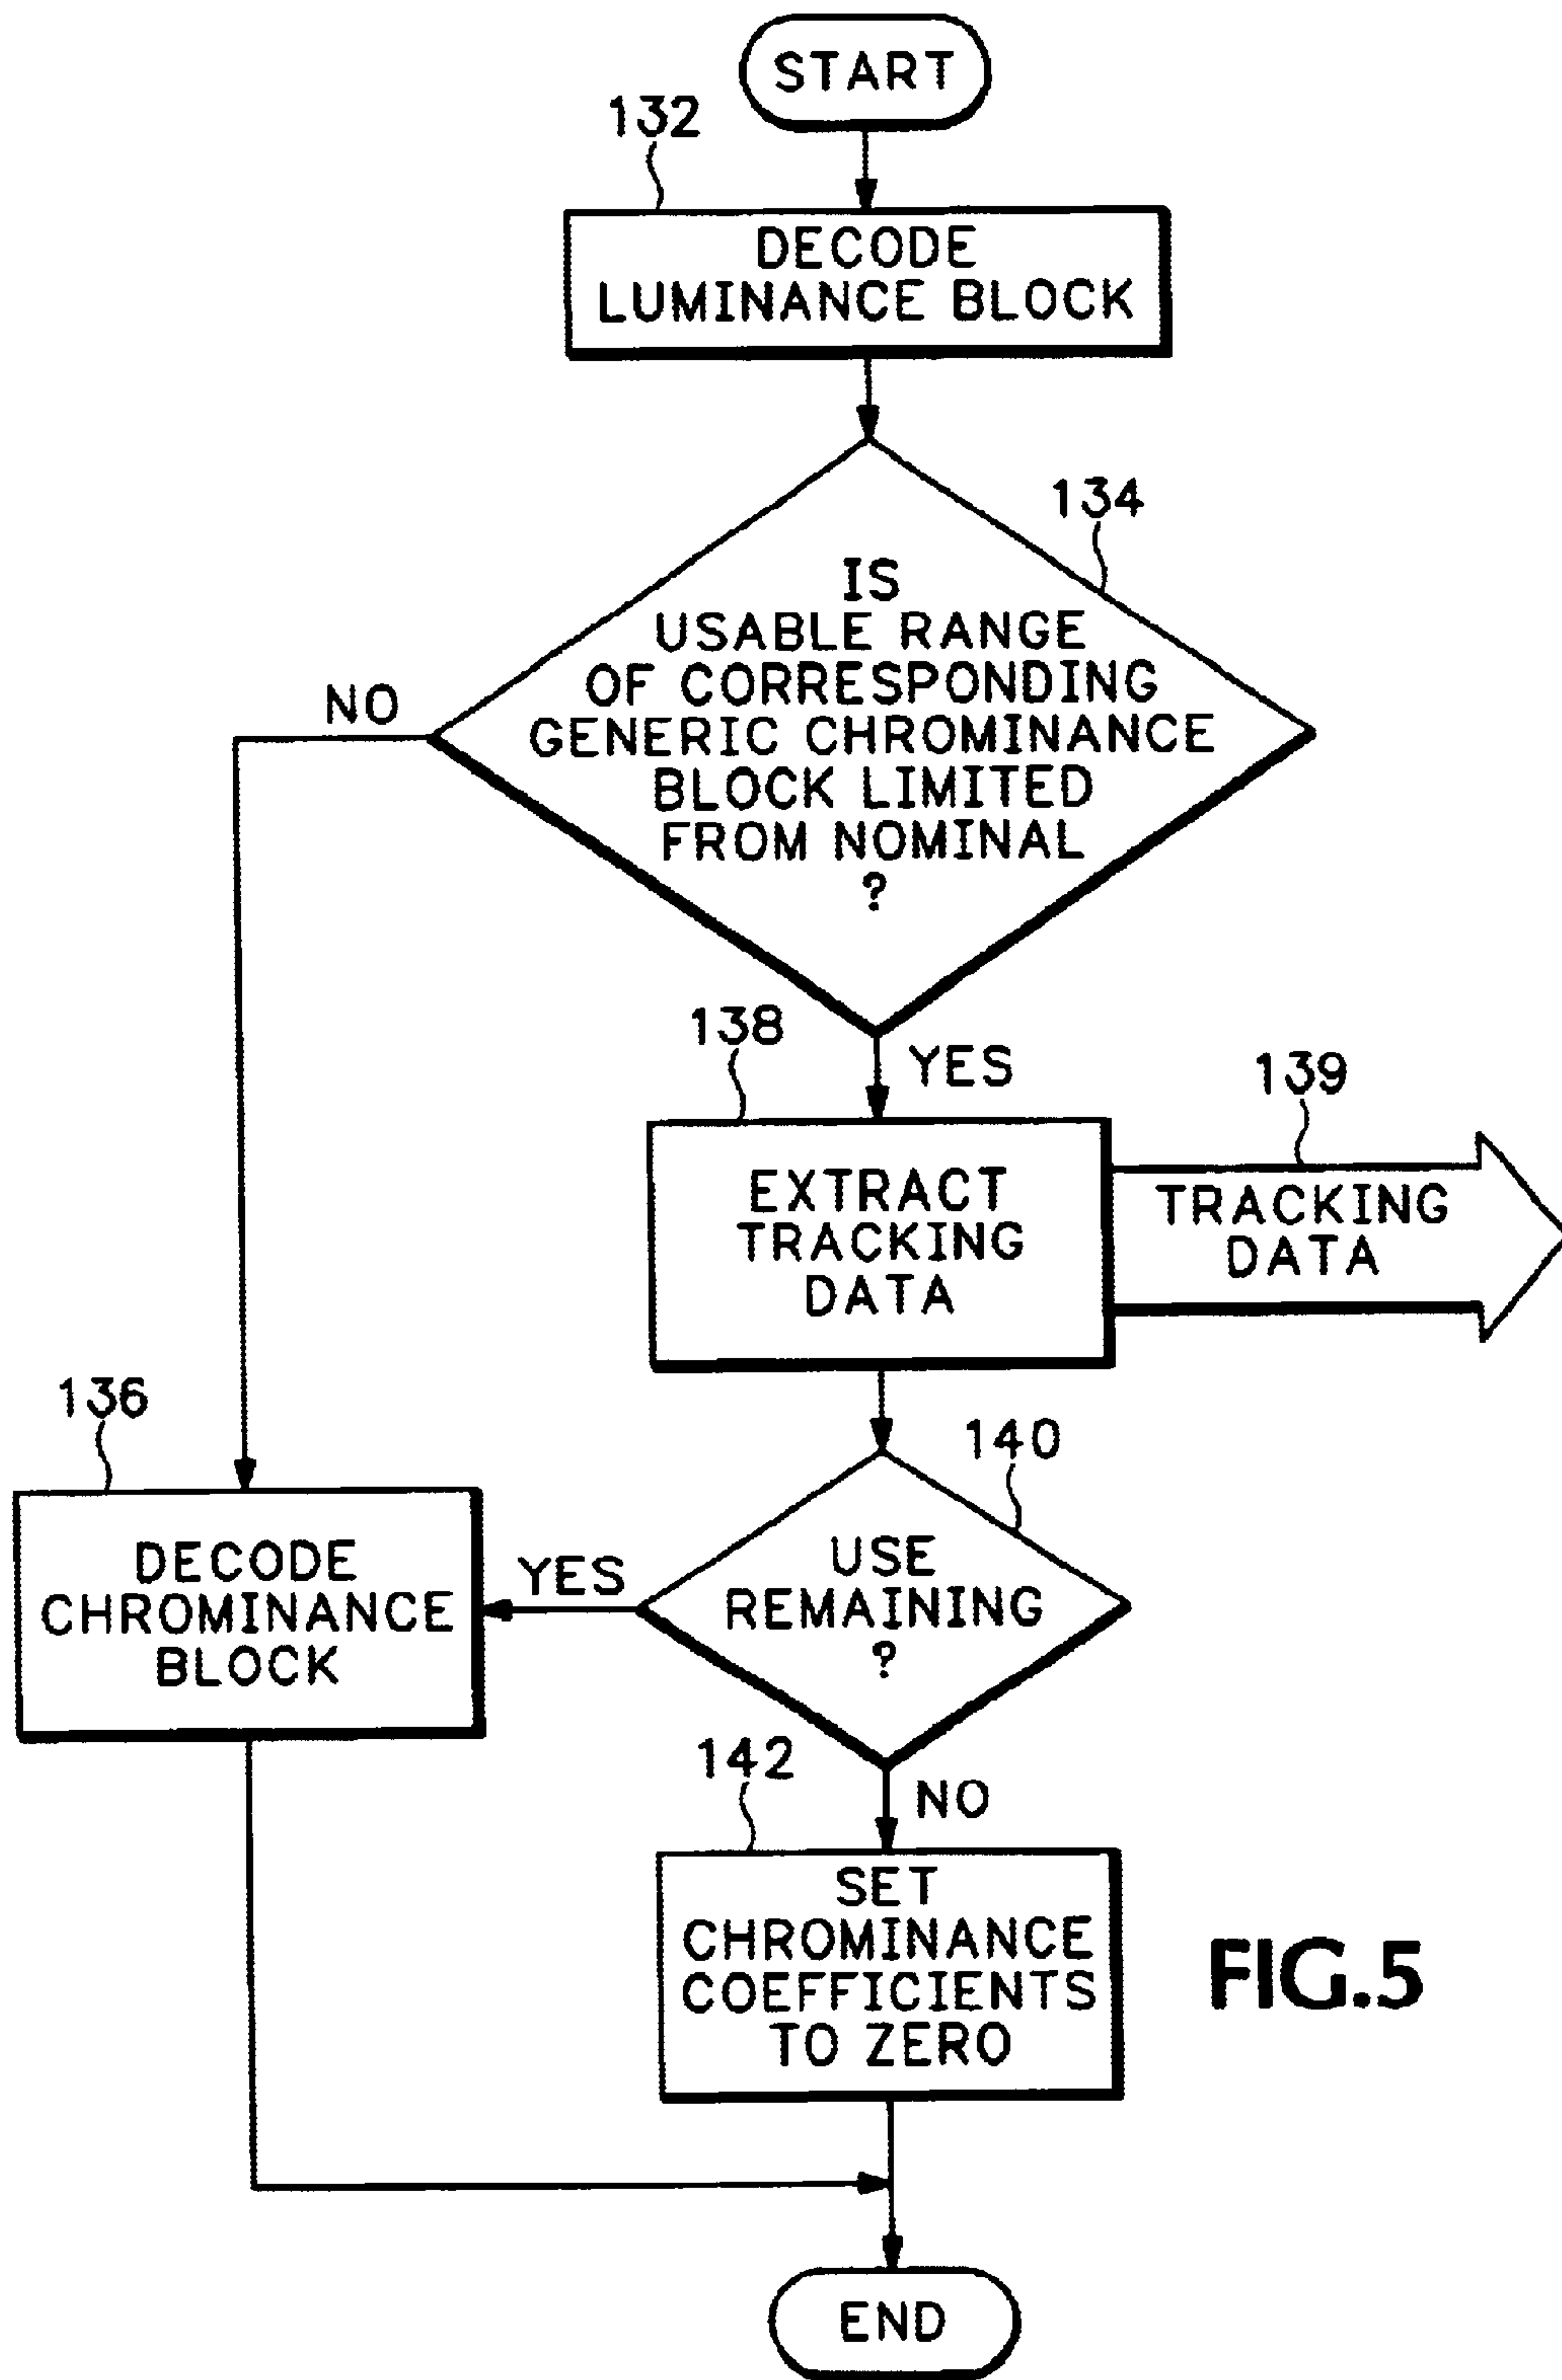 START
132
DECODE
LUMINANCE BLOCK
134
IS
USABLE RANGE
OF CORRESPONDING
GENERIC CHROMINANCE
BLOCK LIMITED
FROM NOMINAL
?
NO
YES
138
EXTRACT
TRACKING
DATA
139
TRACKING
DATA
136
DECODE
CHROMINANCE
BLOCK
YES
140
USE
REMAINING
?
NO
142
SET
CHROMINANCE
COEFFICIENTS
TO ZERO
FIG.5
END